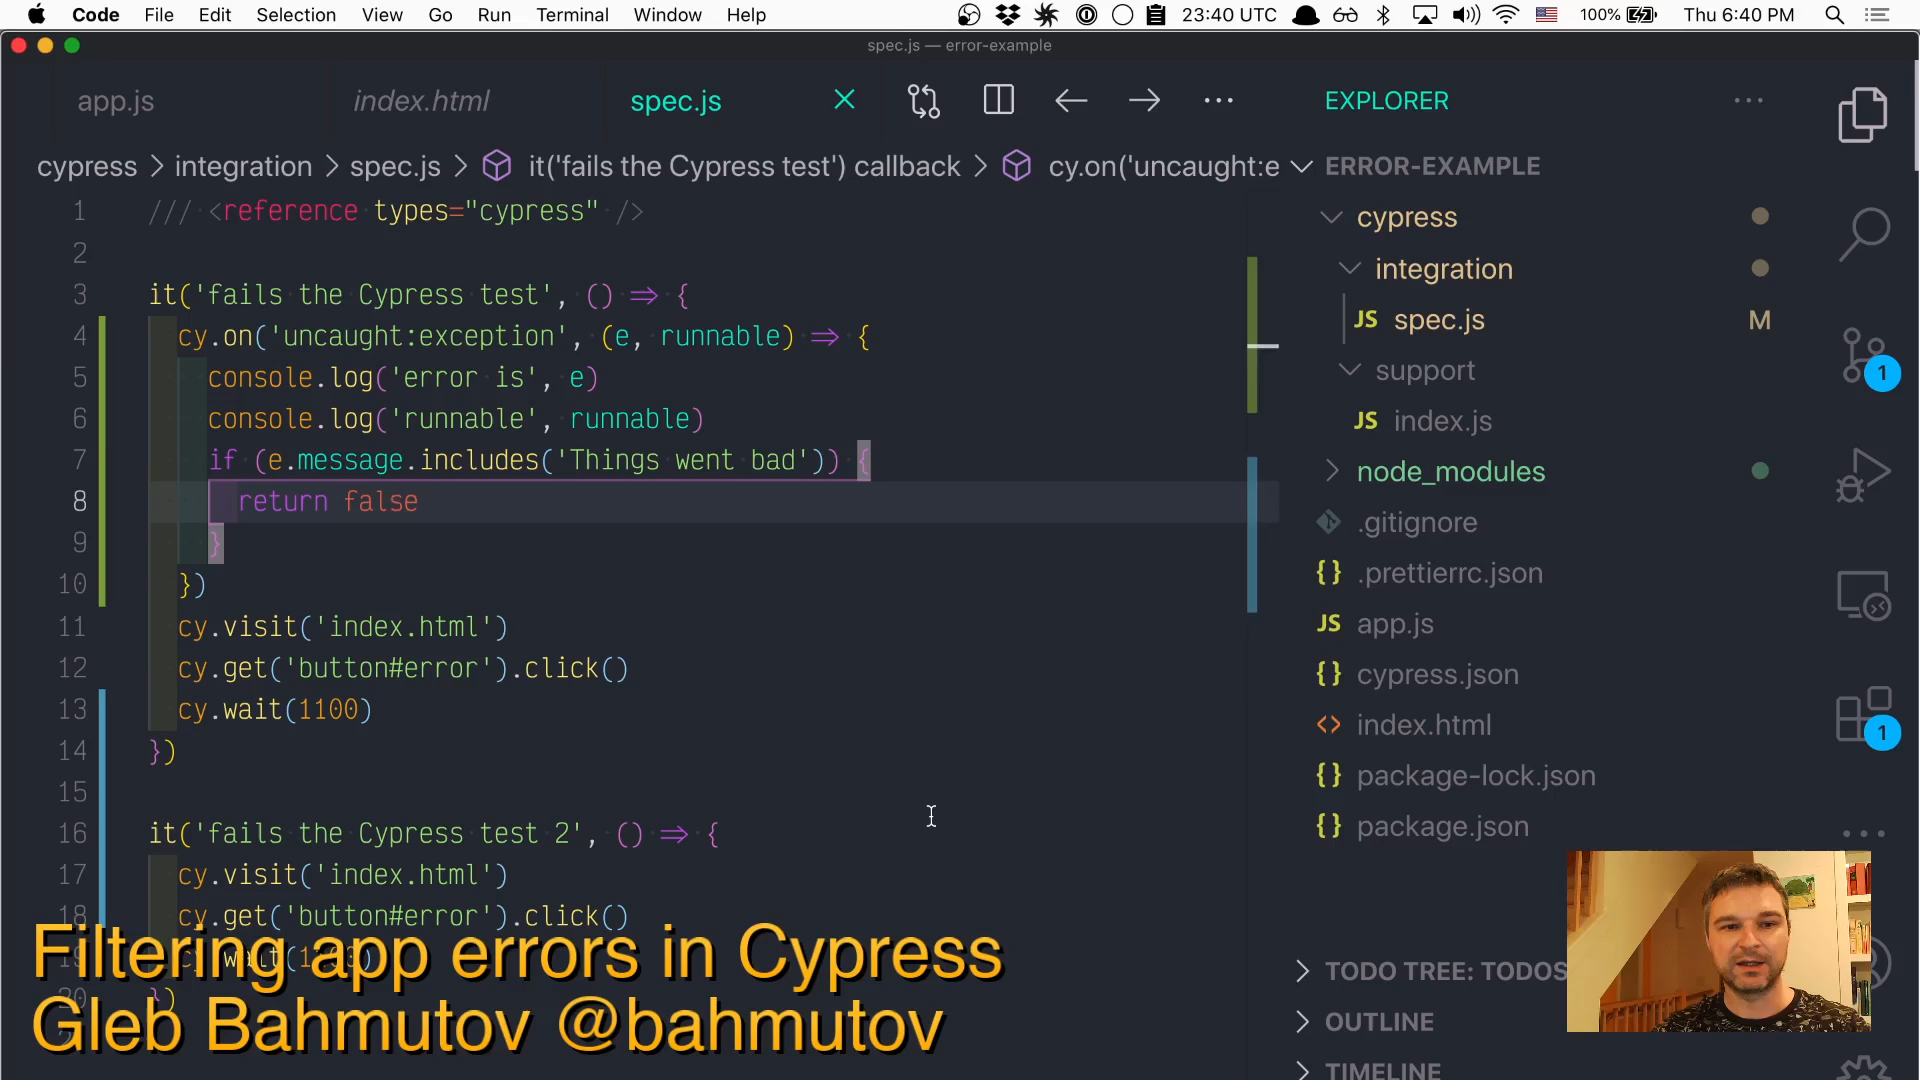 Code File Edit Selection View Go Run Terminal Window Help 23:40 UTC 100% Thu 6:40 PM
spec.js — error-example
app.js index.html spec.js
cypress > integration > spec.js > it('fails the Cypress test') callback > cy.on('uncaught:e
1 /// <reference types="cypress" />
2
3 it('fails the Cypress test', () => {
4 cy.on('uncaught:exception', (e, runnable) => {
5 console.log('error is', e)
6 console.log('runnable', runnable)
7 if (e.message.includes('Things went bad')) {
8 return false
9 }
10 })
11 cy.visit('index.html')
12 cy.get('button#error').click()
13 cy.wait(1100)
14 })
15
16 it('fails the Cypress test 2', () => {
17 cy.visit('index.html')
18 cy.get('button#error').click()
20 })
Filtering app errors in Cypress
Gleb Bahmutov @bahmutov
EXPLORER
ERROR-EXAMPLE
cypress
integration
JS spec.js M
support
JS index.js
node_modules
.gitignore
{} .prettierrc.json
JS app.js
{} cypress.json
<> index.html
{} package-lock.json
{} package.json
TODO TREE: TODOS
OUTLINE
TIMELINE
1
1